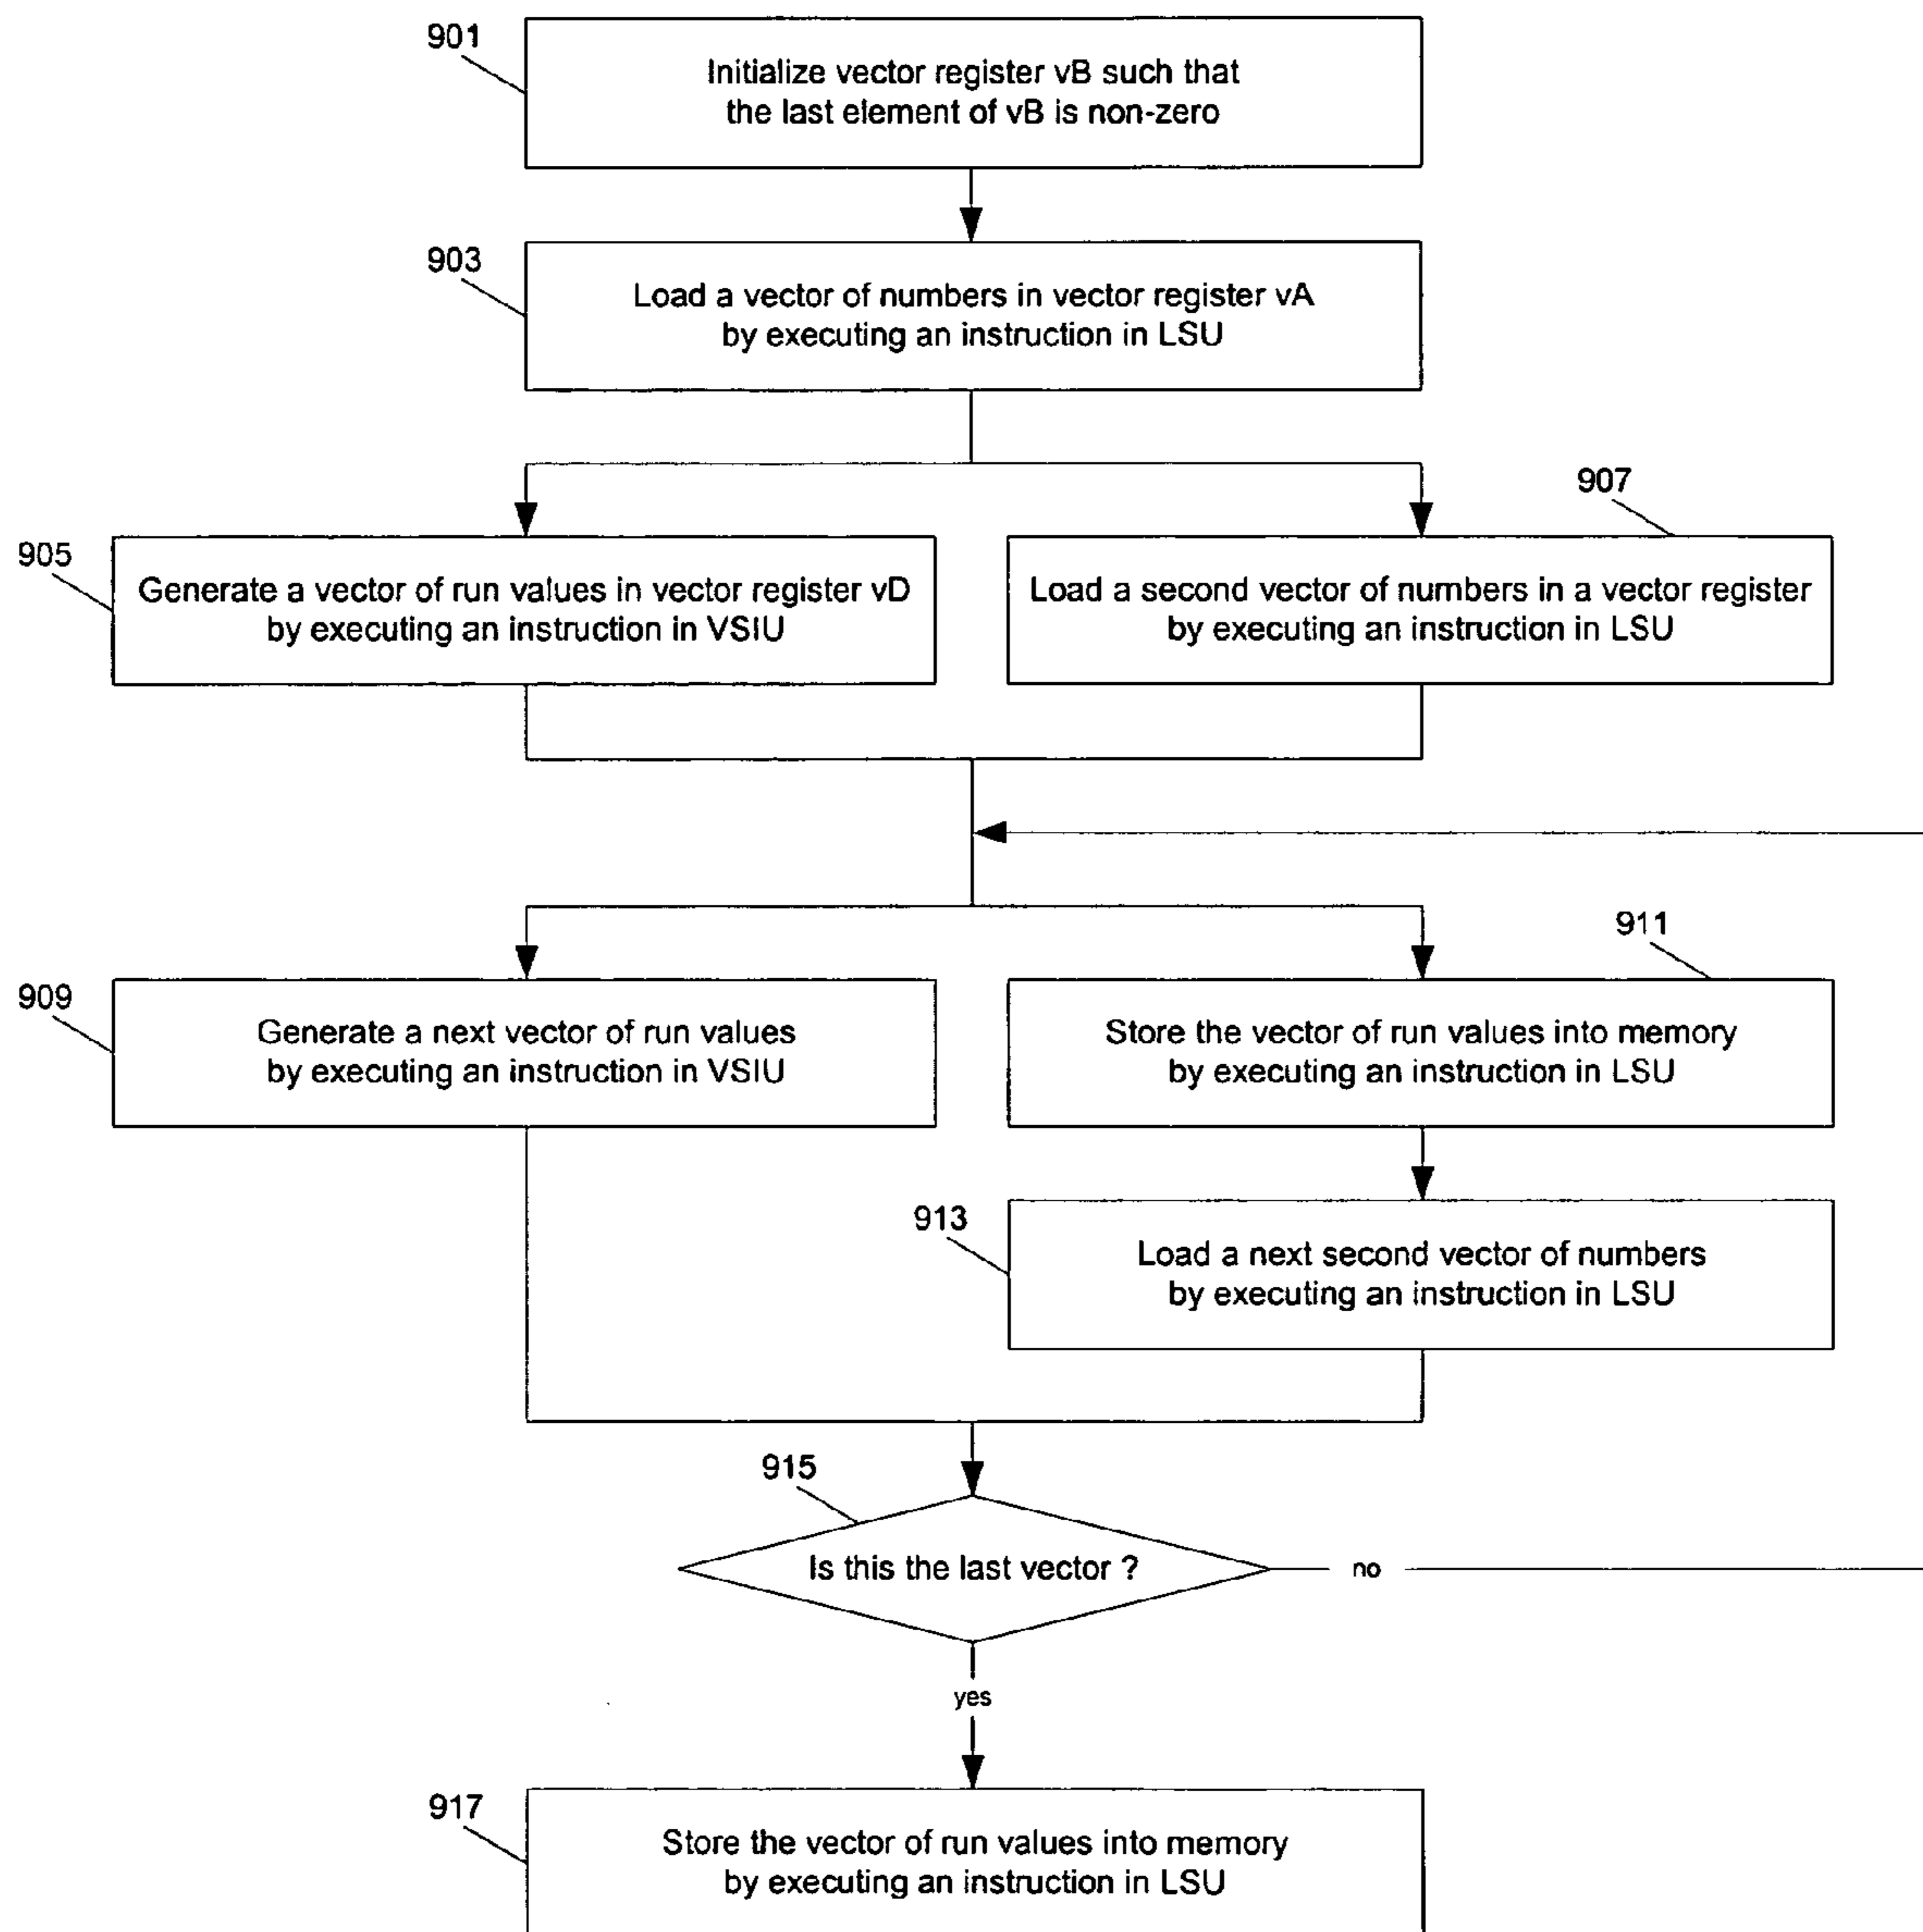 901
Initialize vector register vB such that
the last element of vB is non-zero
903
Load a vector of numbers in vector register vA
by executing an instruction in LSU
905
Generate a vector of run values in vector register vD
by executing an instruction in VSIU
907
Load a second vector of numbers in a vector register
by executing an instruction in LSU
909
Generate a next vector of run values
by executing an instruction in VSIU
911
Store the vector of run values into memory
by executing an instruction in LSU
913
Load a next second vector of numbers
by executing an instruction in LSU
915
Is this the last vector ?
no
yes
917
Store the vector of run values into memory
by executing an instruction in LSU